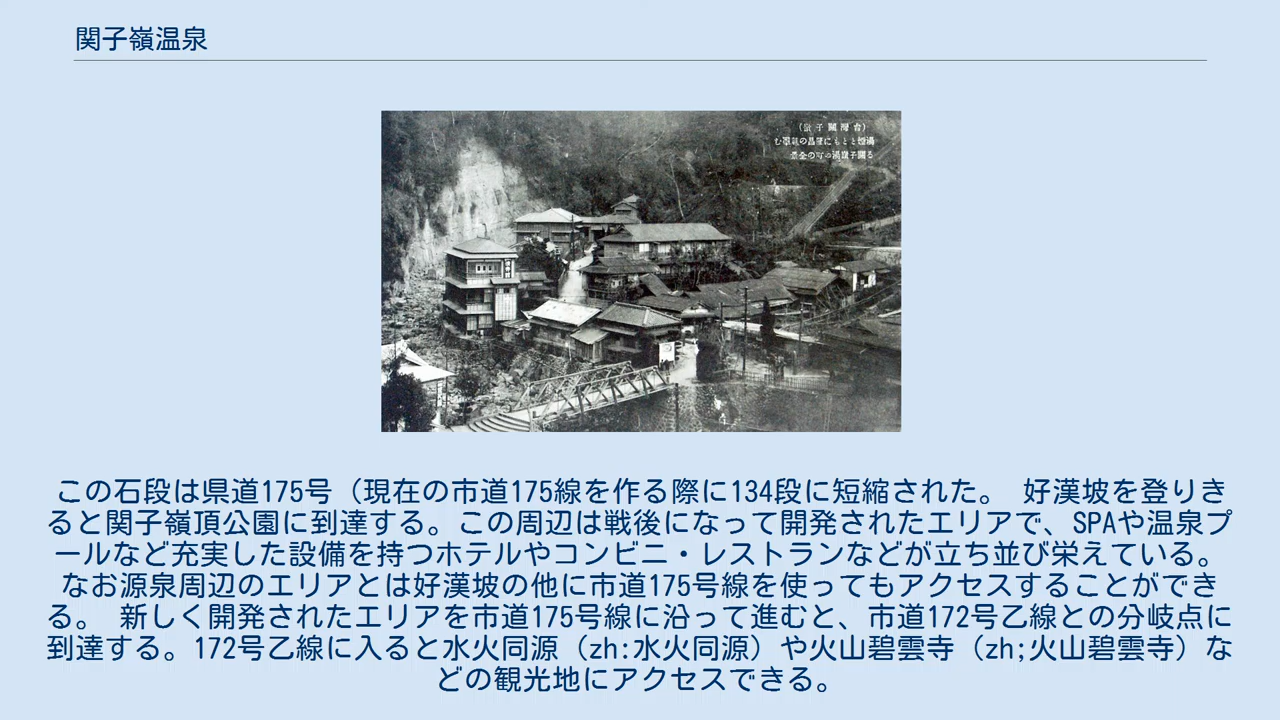 関子嶺温泉
（台灣關子嶺）
この石段は県道175号（現在の市道175線を作る際に134段に短縮された。 好漢坡を登りき
ると関子嶺頂公園に到達する。この周辺は戦後になって開発されたエリアで、SPAや温泉プ
ールなど充実した設備を持つホテルやコンビニ・レストランなどが立ち並び栄えている。
なお源泉周辺のエリアとは好漢坡の他に市道175号線を使ってもアクセスすることができ
る。 新しく開発されたエリアを市道175号線に沿って進むと、市道172号乙線との分岐点に
到達する。172号乙線に入ると水火同源（zh:水火同源）や火山碧雲寺（zh;火山碧雲寺）な
どの観光地にアクセスできる。